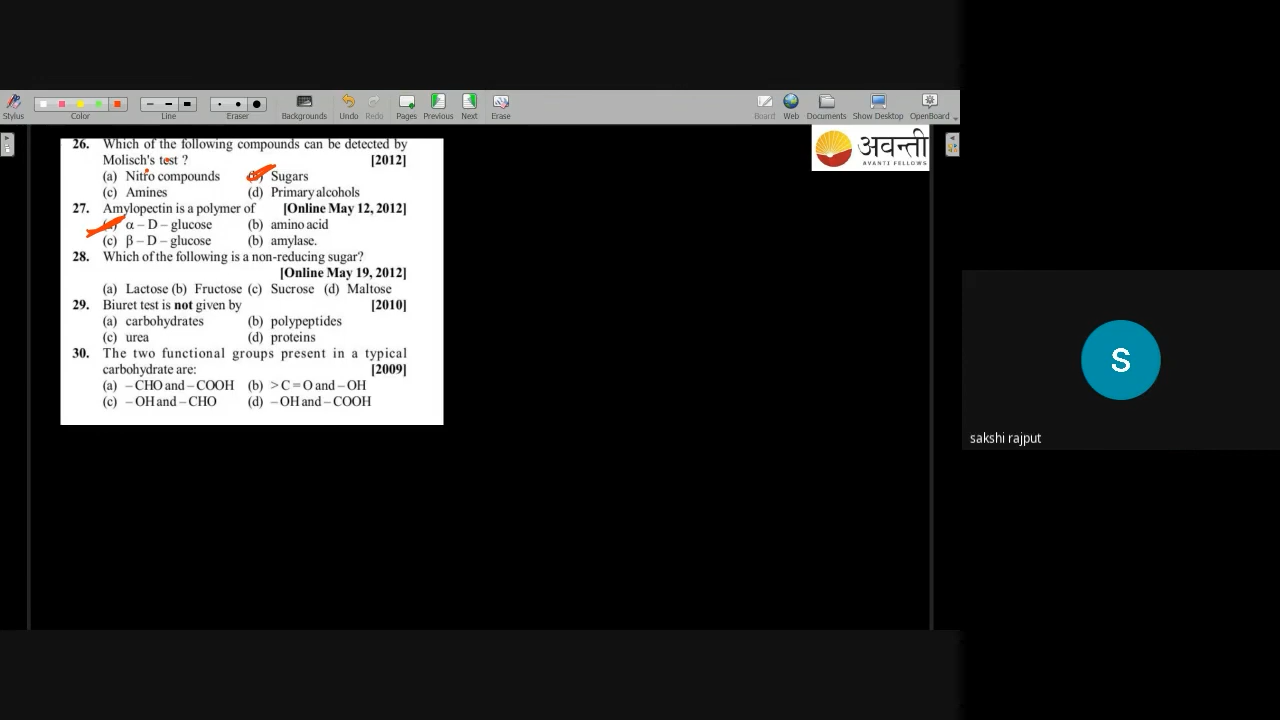 Stylus
Color
Line
Eraser
Backgrounds
Undo
Redo
Pages
Previous
Next
Erase
Board
Web
Documents
Show Desktop
OpenBoard
अवन्ती
AVANTI FELLOWS
26. Which of the following compounds can be detected by
Molisch's test ? [2012]
(a) Nitro compounds (b) Sugars
(c) Amines (d) Primary alcohols
27. Amylopectin is a polymer of [Online May 12, 2012]
α – D – glucose (b) amino acid
(c) β – D – glucose (b) amylase.
28. Which of the following is a non-reducing sugar?
[Online May 19, 2012]
(a) Lactose (b) Fructose (c) Sucrose (d) Maltose
29. Biuret test is not given by [2010]
(a) carbohydrates (b) polypeptides
(c) urea (d) proteins
30. The two functional groups present in a typical
carbohydrate are: [2009]
(a) – CHO and – COOH (b) > C = O and – OH
(c) – OH and – CHO (d) – OH and – COOH
S
sakshi rajput